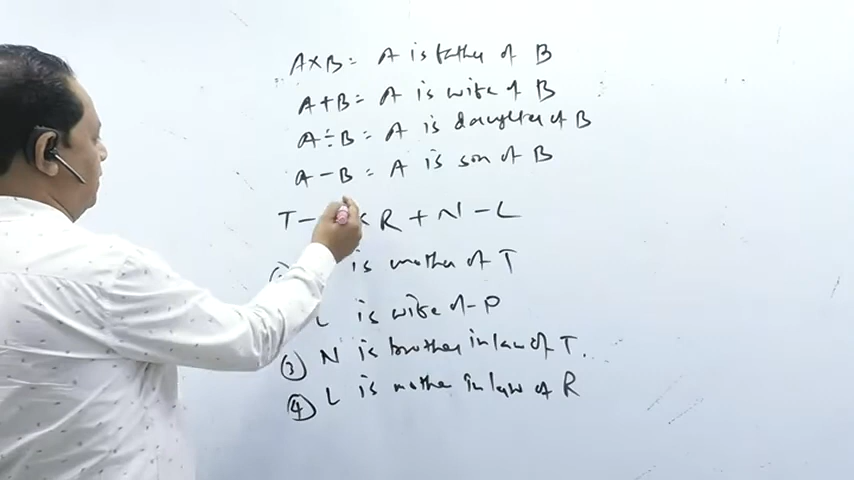 A×B= A is father of B
A+B= A is wife of B
A÷B = A is daughter of B
A-B = A is son of B
T- × R + N - L
is mother of T
L is wife of P
③ N is brother in law of T.
④ L is mother in law of R